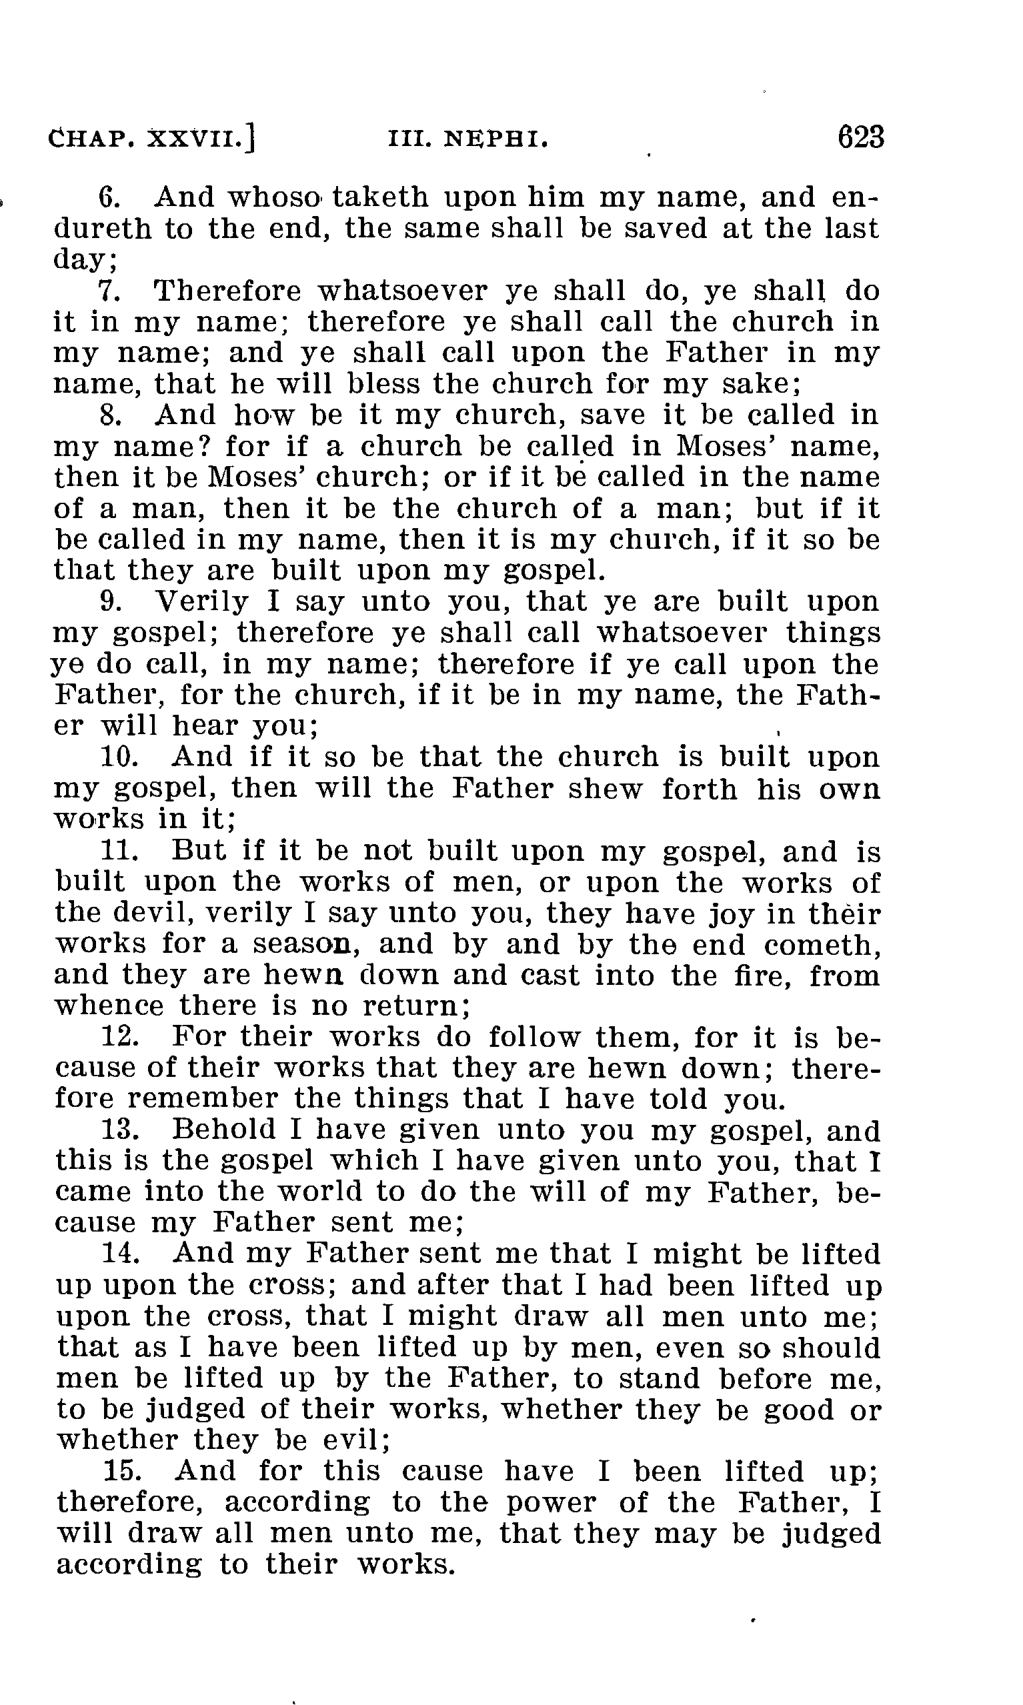 CHAP. XXVII.] III. NEPHI. 623
6. And whoso taketh upon him my name, and en-
dureth to the end, the same shall be saved at the last
day;
7. Therefore whatsoever ye shall do, ye shall do
it in my name; therefore ye shall call the church in
my name; and ye shall call upon the Father in my
name, that he will bless the church for my sake;
8. And how be it my church, save it be called in
my name? for if a church be called in Moses' name,
then it be Moses' church; or if it be called in the name
of a man, then it be the church of a man; but if it
be called in my name, then it is my church, if it so be
that they are built upon my gospel.
9. Verily I say unto you, that ye are built upon
my gospel; therefore ye shall call whatsoever things
ye do call, in my name; therefore if ye call upon the
Father, for the church, if it be in my name, the Fath-
er will hear you;
10. And if it so be that the church is built upon
my gospel, then will the Father shew forth his own
works in it;
11. But if it be not built upon my gospel, and is
built upon the works of men, or upon the works of
the devil, verily I say unto you, they have joy in their
works for a season, and by and by the end cometh,
and they are hewn down and cast into the fire, from
whence there is no return;
12. For their works do follow them, for it is be-
cause of their works that they are hewn down; there-
fore remember the things that I have told you.
13. Behold I have given unto you my gospel, and
this is the gospel which I have given unto you, that I
came into the world to do the will of my Father, be-
cause my Father sent me;
14. And my Father sent me that I might be lifted
up upon the cross; and after that I had been lifted up
upon the cross, that I might draw all men unto me;
that as I have been lifted up by men, even so should
men be lifted up by the Father, to stand before me,
to be judged of their works, whether they be good or
whether they be evil;
15. And for this cause have I been lifted up;
therefore, according to the power of the Father, I
will draw all men unto me, that they may be judged
according to their works.